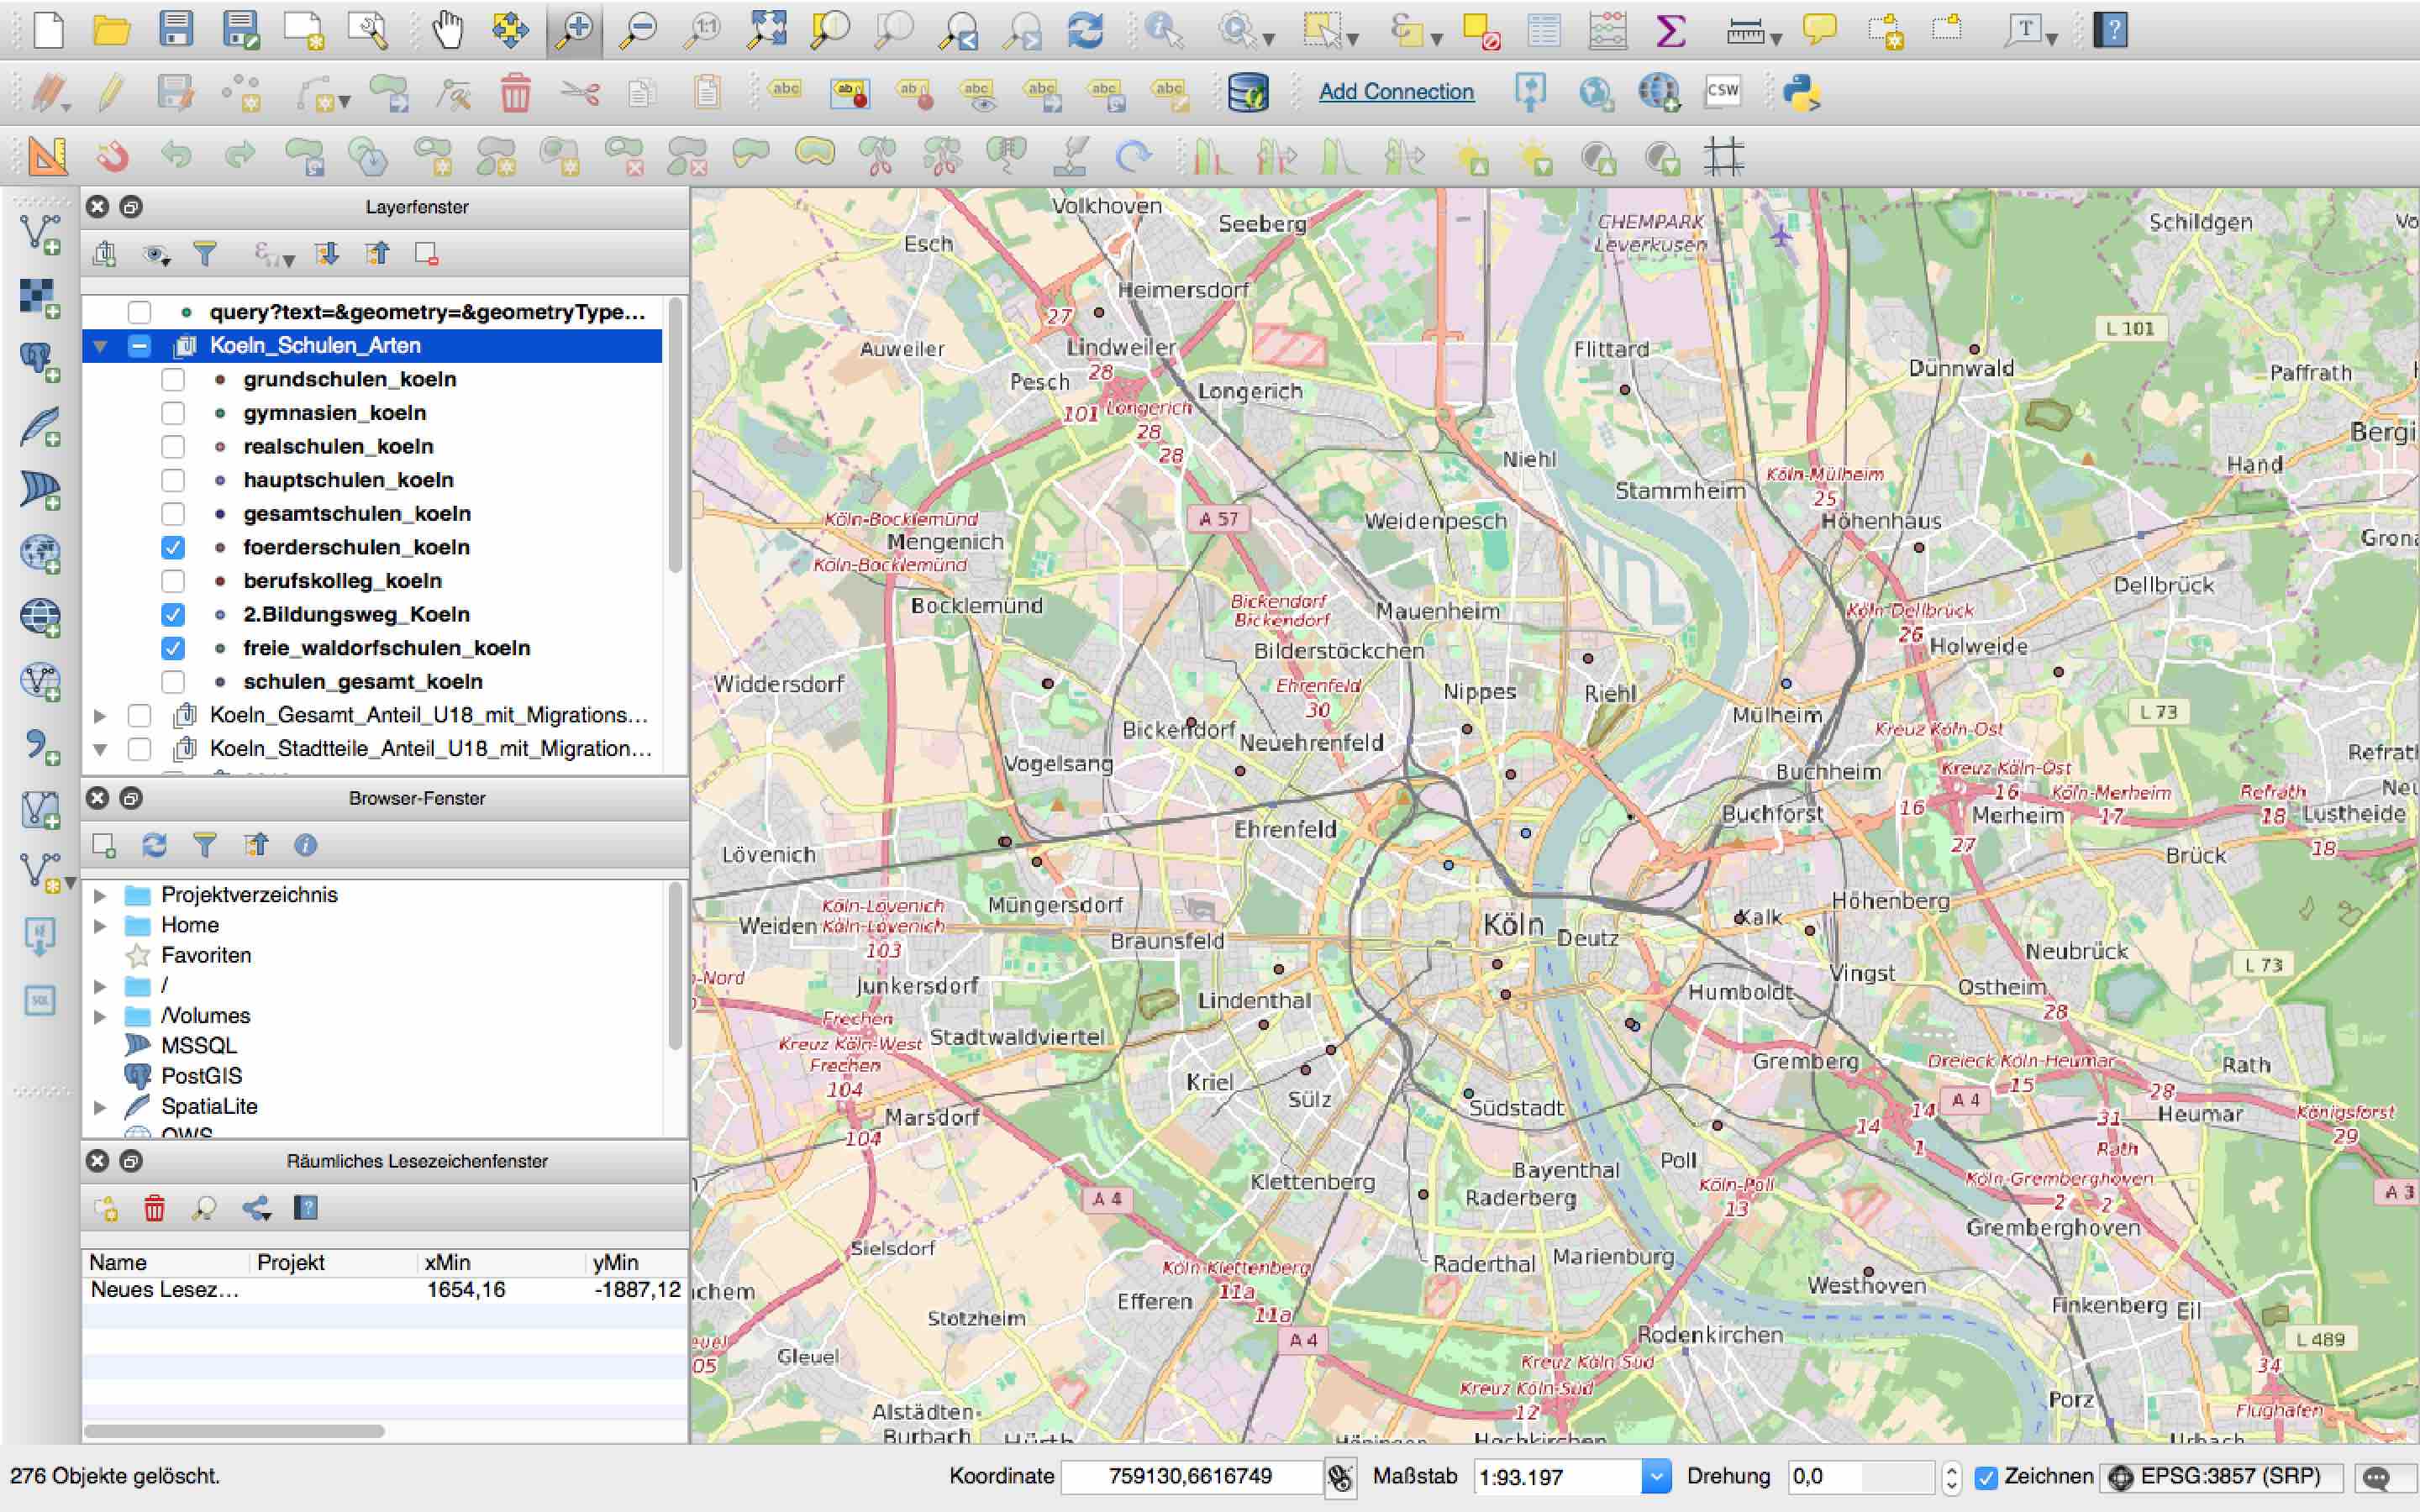 1:1
T
?
abc
ab
ab
abc
abc
abc
abc
Add Connection
CSW
Layerfenster
query?text=&geometry=&geometryType...
Koeln_Schulen_Arten
grundschulen_koeln
gymnasien_koeln
realschulen_koeln
hauptschulen_koeln
gesamtschulen_koeln
foerderschulen_koeln
berufskolleg_koeln
2.Bildungsweg_Koeln
freie_waldorfschulen_koeln
schulen_gesamt_koeln
Koeln_Gesamt_Anteil_U18_mit_Migrations...
Koeln_Stadtteile_Anteil_U18_mit_Migration...
Browser-Fenster
Projektverzeichnis
Home
Favoriten
/
/Volumes
MSSQL
PostGIS
SpatiaLite
OWS
SQL
Räumliches Lesezeichenfenster
?
Name Projekt xMin yMin
Neues Lesez... 1654,16 -1887,12
Volkhoven
Seeberg
CHEMPARK
Leverkusen
Schildgen
Esch
Heimersdorf
27
L 101
Auweiler
Lindweiler
Flittard
Dünnwald
Pesch
28
Longerich
Paffrath
101
Longerich
28
28
Bergi
Niehl
Hand
Stammheim
Köln-Mülheim
25
Köln-Bocklemünd
A 57
Weidenpesch
Höhenhaus
Mengenich
Köln-Bocklemünd
Dellbrück
Bocklemünd
Bickendorf
Bickendorf
Mauenheim
Köln-Dellbrück
26
Holweide
Bilderstöckchen
Widdersdorf
Ehrenfeld
30
Nippes
Riehl
Mülheim
L 73
Bickendorf
Neuehrenfeld
Kreuz Köln-Ost
Vogelsang
Buchheim
Kreuz Köln-Ost
16
Köln-Merheim
17
Refrath
18
16
Buchforst
Merheim
Lustheide
Ehrenfeld
27
18
Lövenich
Brück
Köln-Lövenich
Müngersdorf
Höhenberg
Weiden
Köln-Lövenich
103
Köln
Kalk
Braunsfeld
Deutz
Neubrück
L 73
-Nord
Junkersdorf
Vingst
Lindenthal
Humboldt
Ostheim
28
Frechen
Stadtwaldviertel
Kreuz Köln-West
Frechen
104
Gremberg
Dreieck Köln-Heumar
15
Rath
Kriel
Sülz
28
Marsdorf
Südstadt
14
A 4
31
Heumar
Königsforst
29
104
14
1
Rath
Poll
Bayenthal
Klettenberg
Raderberg
Köln-Poll
13
Köln-Gremberghoven
2
2
A 3
A 4
Gremberghoven
Sielsdorf
Raderthal
Marienburg
Köln-Klettenberg
11a
Westhoven
Efferen
11a
Finkenberg
Eil
Stotzheim
Rodenkirchen
A 4
L 489
Gleuel
05
Kreuz Köln-Süd
34
Kreuz Köln-Süd
12
Porz
Alstädten-
Burbach
Flughafen
276 Objekte gelöscht.
Koordinate 759130,6616749 Maßstab 1:93.197 Drehung 0,0 Zeichnen EPSG:3857 (SRP)